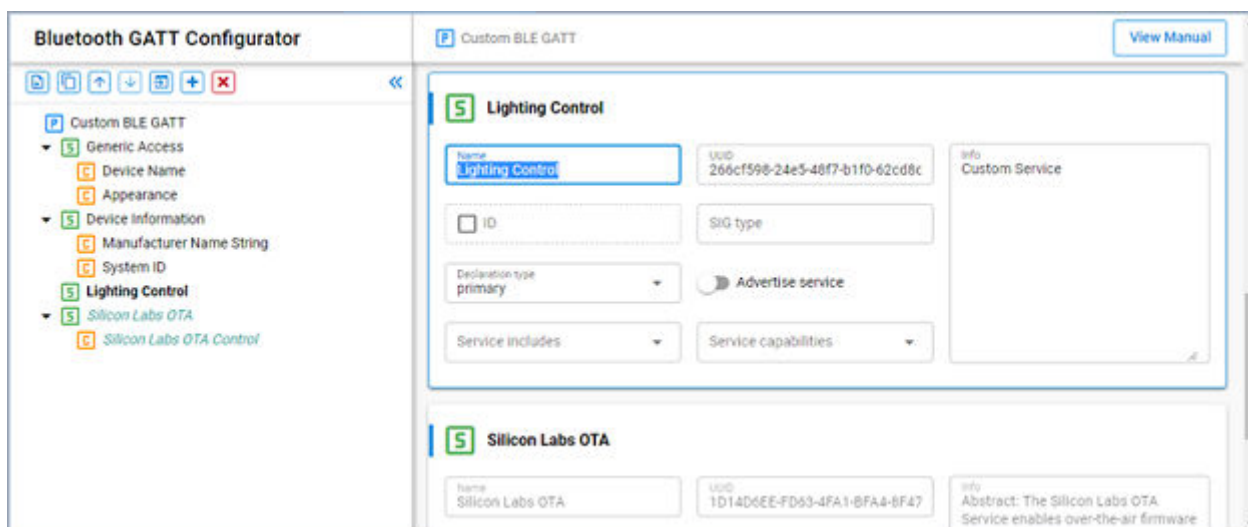 Bluetooth GATT Configurator
P Custom BLE GATT
View Manual
P Custom BLE GATT
S Generic Access
C Device Name
C Appearance
S Device Information
C Manufacturer Name String
C System ID
S Lighting Control
S Silicon Labs OTA
C Silicon Labs OTA Control
S Lighting Control
Name
Lighting Control
UUID
266cf598-24e5-48f7-b1f0-62cd8c
Info
Custom Service
ID
SIG type
Declaration type
primary
Advertise service
Service includes
Service capabilities
S Silicon Labs OTA
Name
Silicon Labs OTA
UUID
1D14D6EE-FD63-4FA1-BFA4-8F47
Info
Abstract: The Silicon Labs OTA
Service enables over-the-air firmware